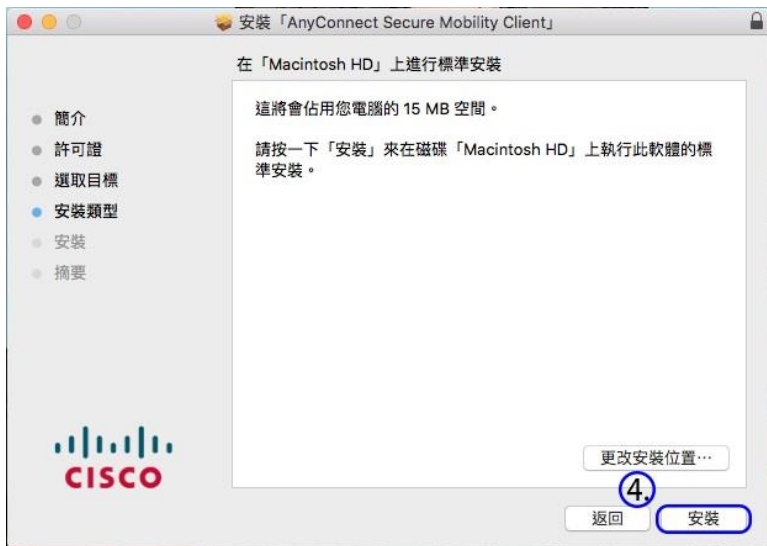 安裝「AnyConnect Secure Mobility Client」
在「Macintosh HD」上進行標準安裝
簡介
許可證
選取目標
安裝類型
安裝
摘要
這將會佔用您電腦的 15 MB 空間。
請按一下「安裝」來在磁碟「Macintosh HD」上執行此軟體的標
準安裝。
CISCO
更改安裝位置…
4.
返回
安裝